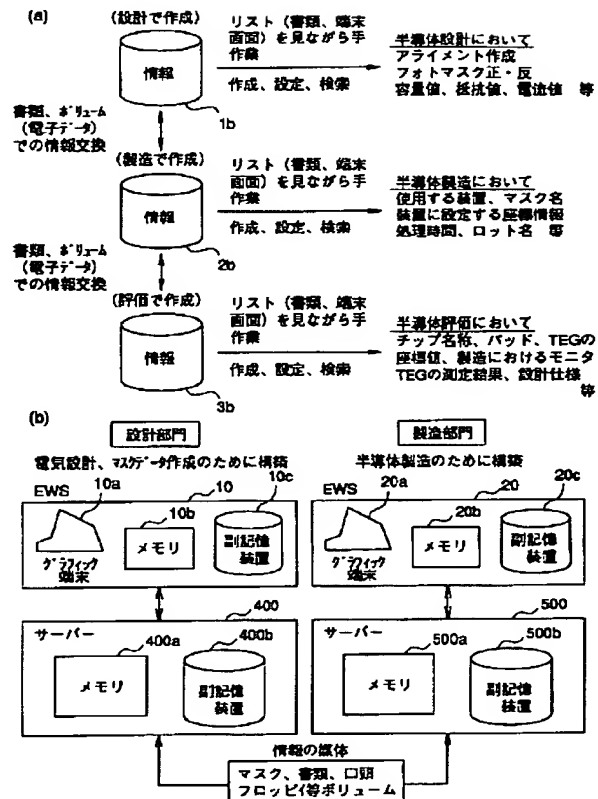 (a)
(設計で作成)
情報
1b
リスト（書類、端末
画面）を見ながら手
作業
作成、設定、検索
半導体設計において
アライメント作成
フォトマスク正・反
容量値、抵抗値、電流値　等
書類、ボリューム
(電子データ)
での情報交換
(製造で作成)
情報
2b
リスト（書類、端末
画面）を見ながら手
作業
作成、設定、検索
半導体製造において
使用する装置、マスク名
装置に設定する座標情報
処理時間、ロット名　等
書類、ボリューム
(電子データ)
での情報交換
(評価で作成)
情報
3b
リスト（書類、端末
画面）を見ながら手
作業
作成、設定、検索
半導体評価において
チップ名称、パッド、TEGの
座標値、製造におけるモニタ
TEGの測定結果、設計仕様
等
(b)
設計部門
電気設計、マスクデータ作成のために構築
EWS
10a
10
10c
10b
メモリ
副記憶
装置
グラフィック
端末
400
サーバー
400a
400b
メモリ
副記憶
装置
製造部門
半導体製造のために構築
EWS
20a
20
20c
20b
メモリ
副記憶
装置
グラフィック
端末
500
サーバー
500a
500b
メモリ
副記憶
装置
情報の媒体
マスク、書類、口頭
フロッピイ等ボリューム